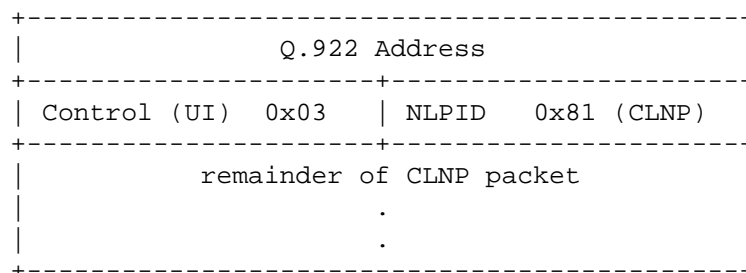 +-----------------------------------------------
|                Q.922 Address
+----------------------+------------------------
| Control (UI)  0x03   | NLPID    0x81 (CLNP)
+----------------------+------------------------
|           remainder of CLNP packet
|                      .
|                      .
+-----------------------------------------------